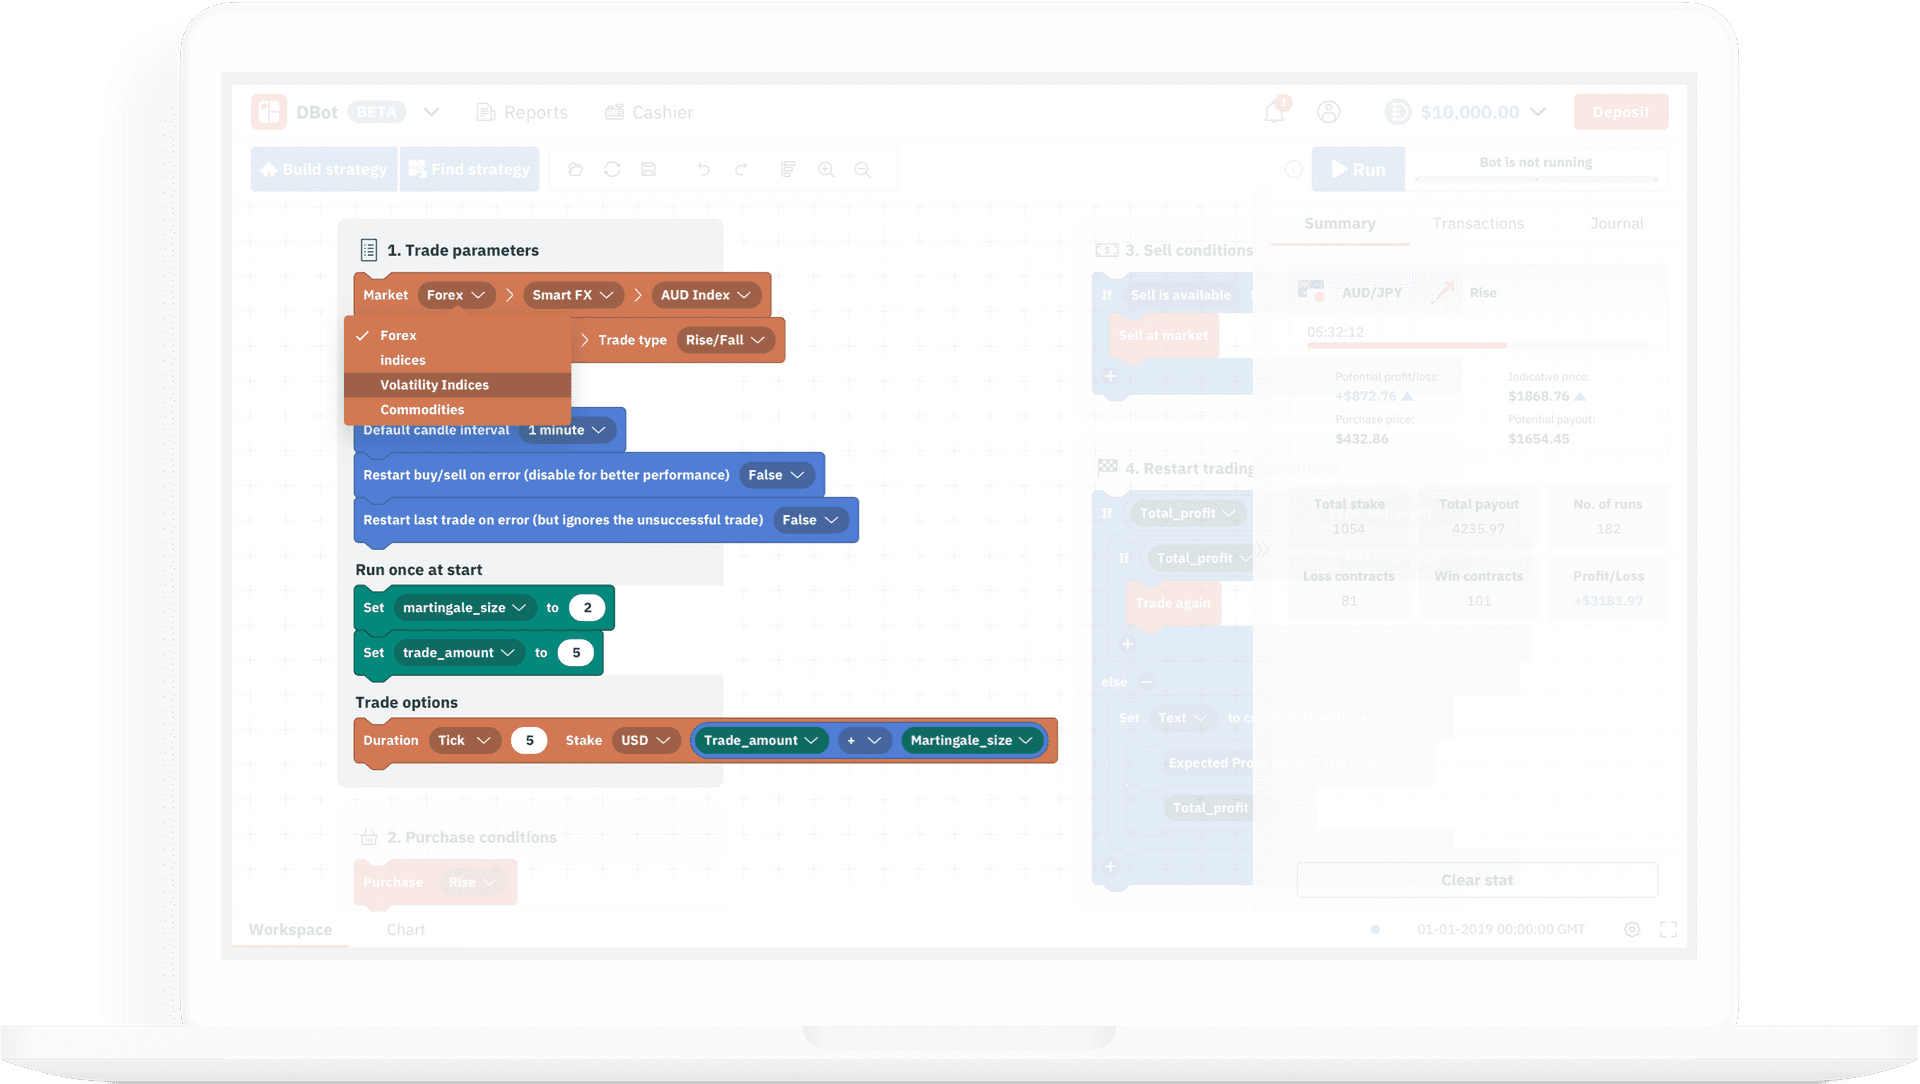 DBot BETA Reports Cashier 1 $10,000.00 Deposit
Build strategy Find strategy Run Bot is not running
Summary Transactions Journal
1. Trade parameters
Market Forex Smart FX AUD Index
Forex
indices
Volatility Indices
Commodities
Trade type Rise/Fall
Default candle interval 1 minute
Restart buy/sell on error (disable for better performance) False
Restart last trade on error (but ignores the unsuccessful trade) False
Run once at start
Set martingale_size to 2
Set trade_amount to 5
Trade options
Duration Tick 5 Stake USD Trade_amount + Martingale_size
2. Purchase conditions
Purchase Rise
3. Sell conditions
If Sell is available
Sell at market
4. Restart trading conditions
If Total_profit
If Total_profit
Trade again
else
Set Text
Total_profit
AUD/JPY Rise
05:32:12
Potential profit/loss: Indicative price:
+$872.76 $1868.76
Purchase price: Potential payout:
$432.86 $1654.45
Total stake Total payout No. of runs
1054 4235.97 182
Loss contracts Win contracts Profit/Loss
81 101 +$3181.97
Clear stat
Workspace Chart 01-01-2019 00:00:00 GMT